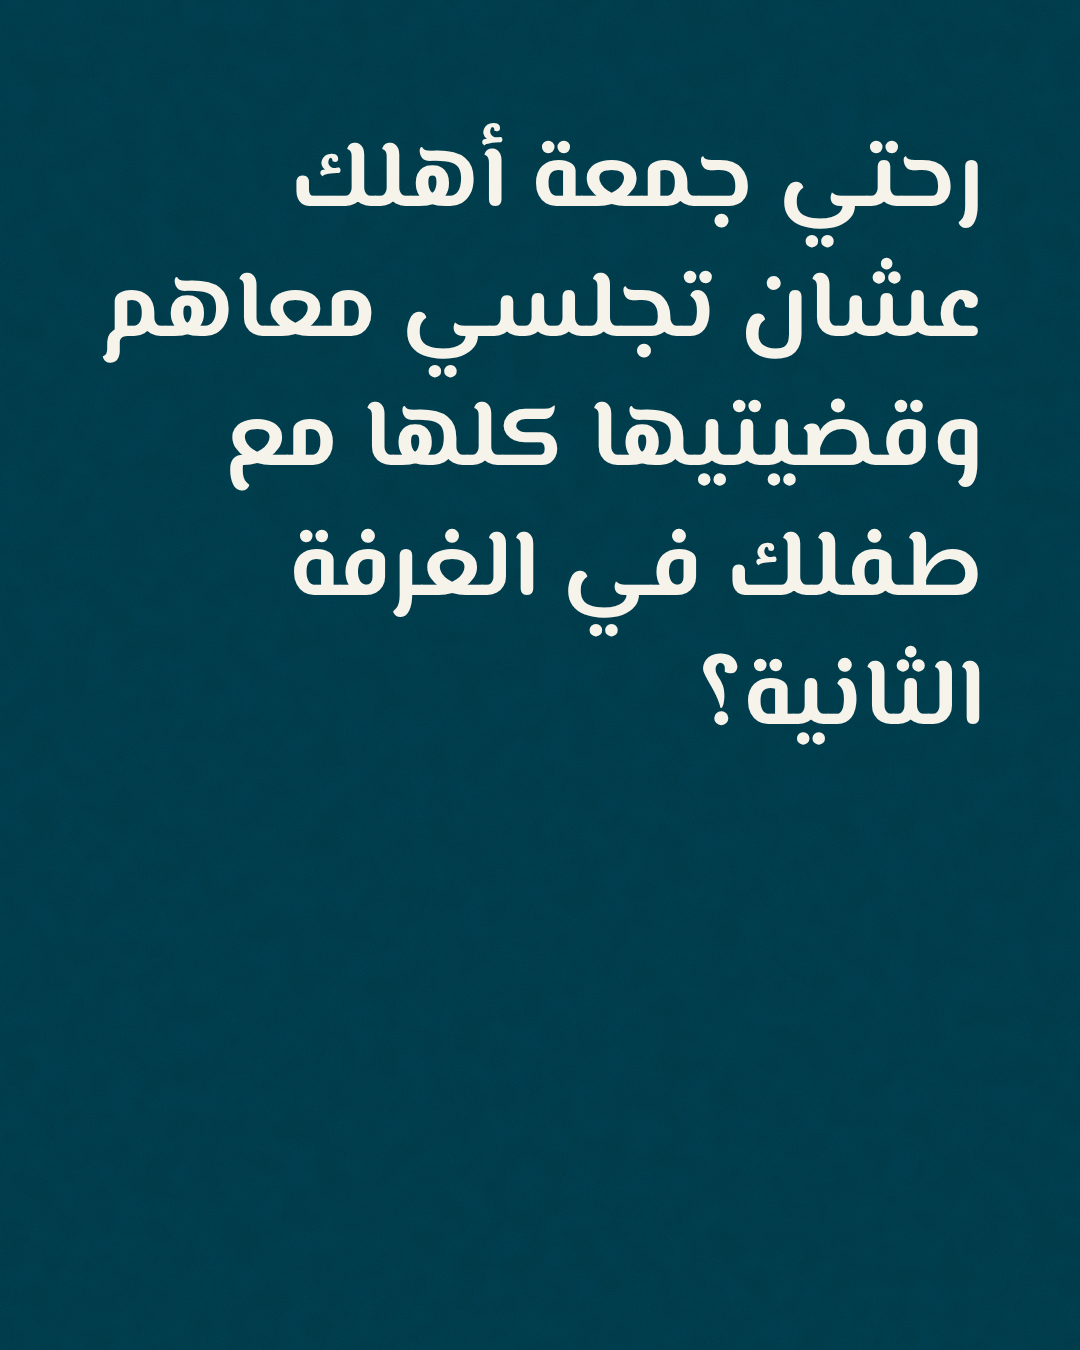 رحتي جمعة أهلك
عشان تجلسي معاهم
وقضيتيها كلها مع
طفلك في الغرفة
الثانية؟